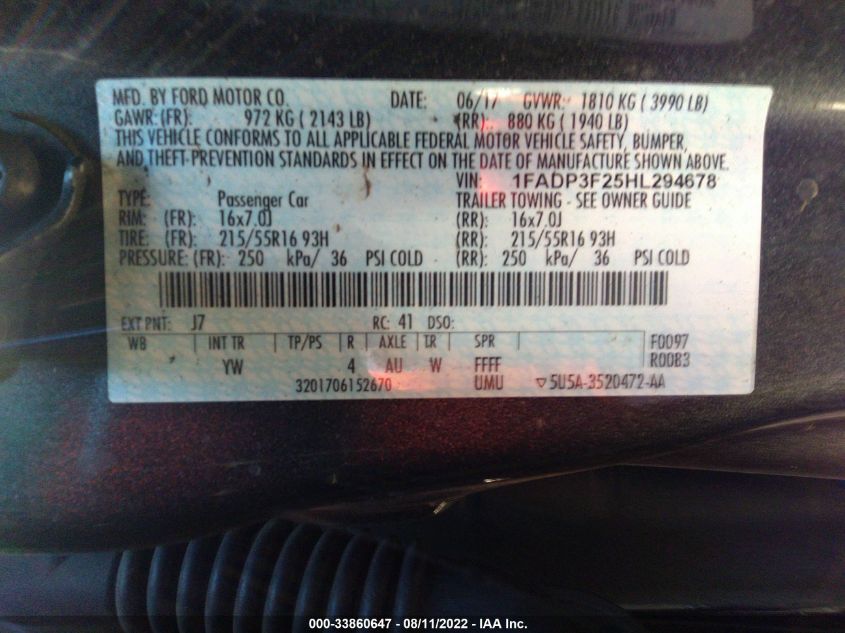 MFD. BY FORD MOTOR CO. DATE: 06/17 GVWR: 1810 KG ( 3990 LB)
GAWR: (FR): 972 KG ( 2143 LB) (RR): 880 KG ( 1940 LB)
THIS VEHICLE CONFORMS TO ALL APPLICABLE FEDERAL MOTOR VEHICLE SAFETY, BUMPER,
AND THEFT-PREVENTION STANDARDS IN EFFECT ON THE DATE OF MANUFACTURE SHOWN ABOVE.
VIN: 1FADP3F25HL294678
TYPE: Passenger Car TRAILER TOWING - SEE OWNER GUIDE
RIM: (FR): 16x7.0J (RR): 16x7.0J
TIRE: (FR): 215/55R16 93H (RR): 215/55R16 93H
PRESSURE: (FR): 250 kPa/ 36 PSI COLD (RR): 250 kPa/ 36 PSI COLD
EXT PNT: J7 RC: 41 DSO:
WB INT TR TP/PS R AXLE TR SPR F0097
YW 4 AU W FFFF R00B3
3201706152670 UMU ▽5U5A-3520472-AA
000-33860647 - 08/11/2022 - IAA Inc.